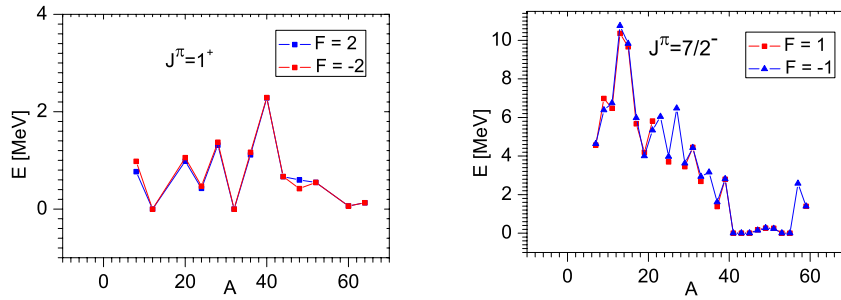 4
2
0
E [MeV]
0
20
40
60
A
J^π=1^+
F = 2
F = -2
10
8
6
4
2
0
E [MeV]
0
20
40
60
A
J^π=7/2^-
F = 1
F = -1